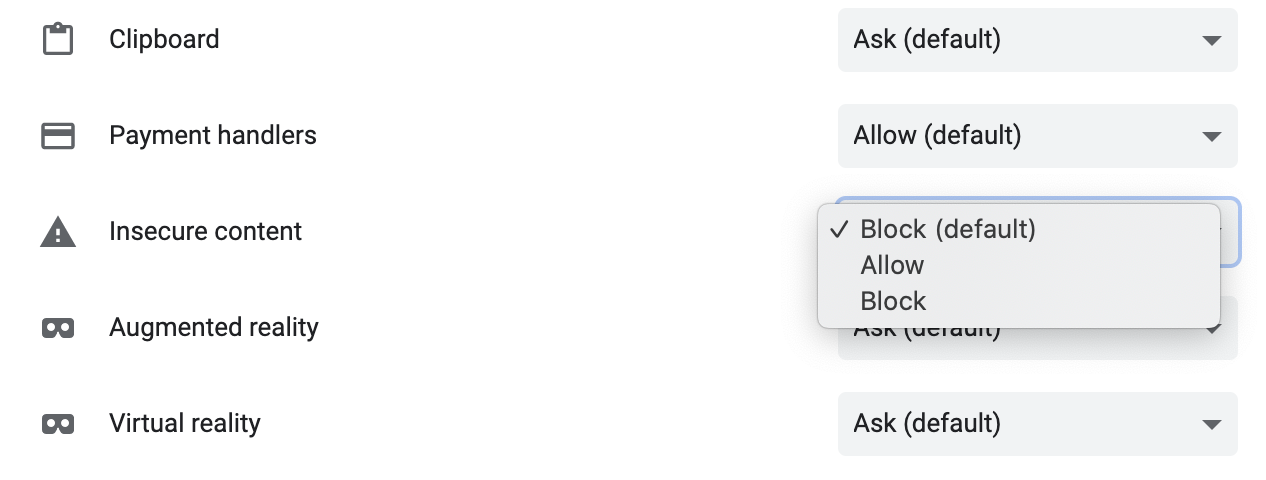 Clipboard
Ask (default)
Payment handlers
Allow (default)
Insecure content
Block (default)
Allow
Block
Augmented reality
Ask (default)
Virtual reality
Ask (default)